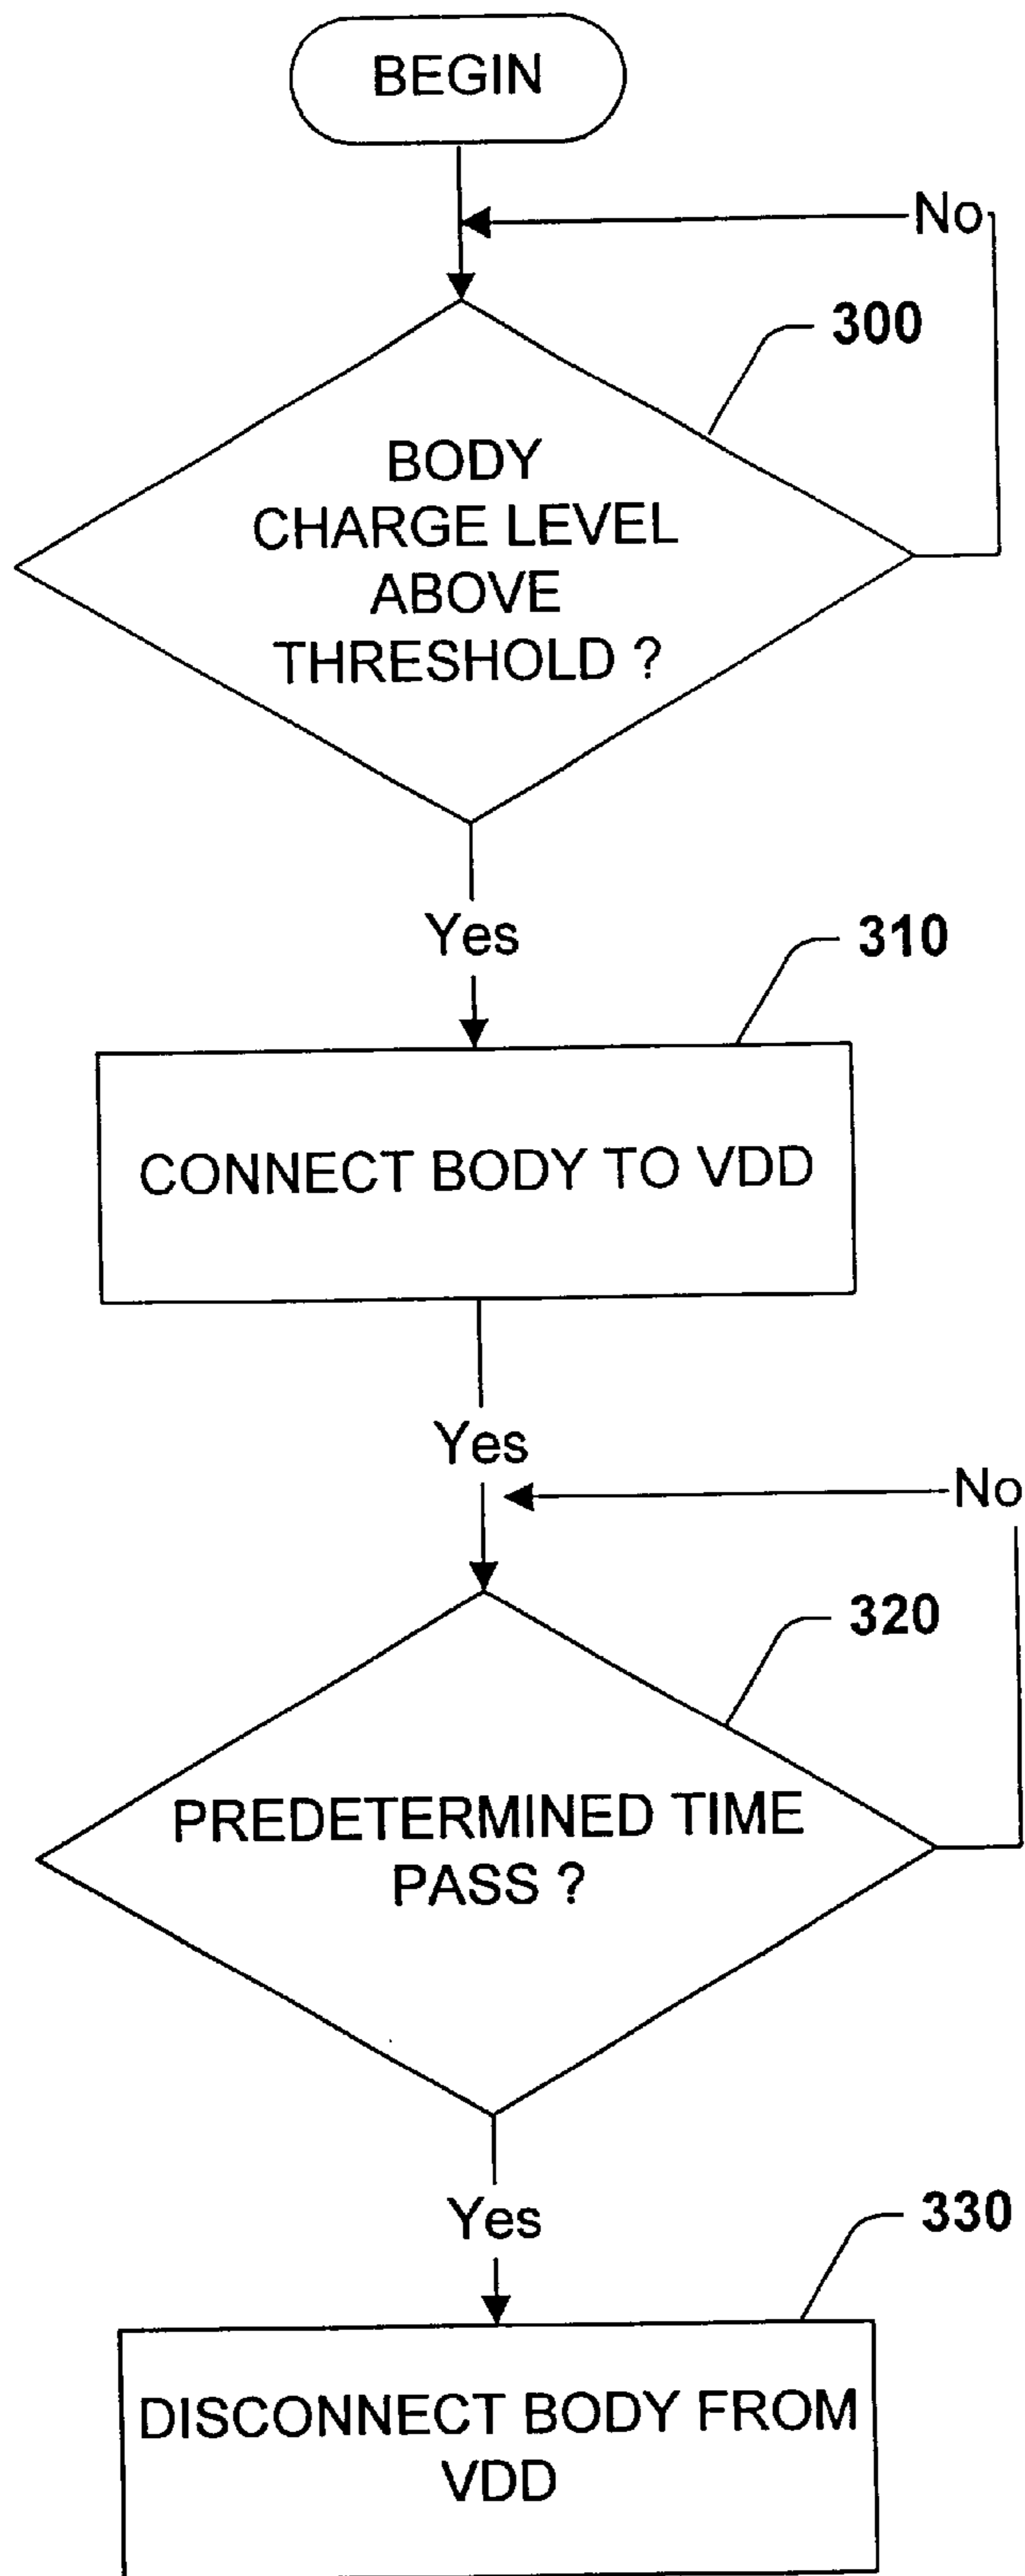 BEGIN
No
300
BODY
CHARGE LEVEL
ABOVE
THRESHOLD ?
Yes
310
CONNECT BODY TO VDD
Yes
No
320
PREDETERMINED TIME
PASS ?
Yes
330
DISCONNECT BODY FROM
VDD